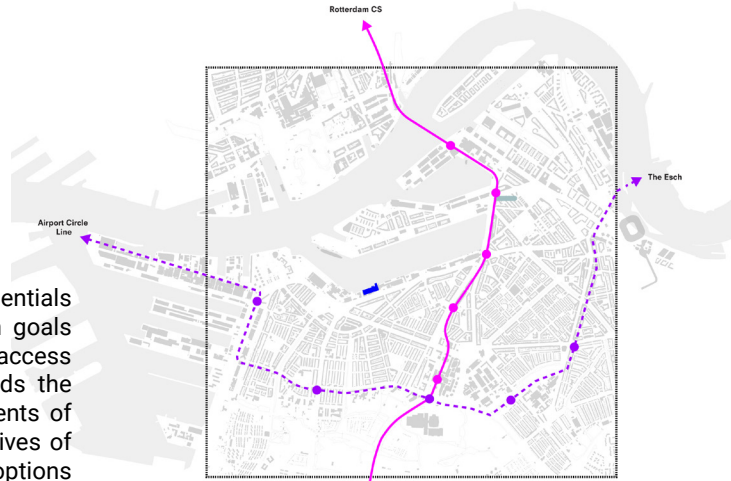 Rotterdam CS
The Esch
Airport Circle
Line
entials
goals
access
ds the
ents of
ives of
options